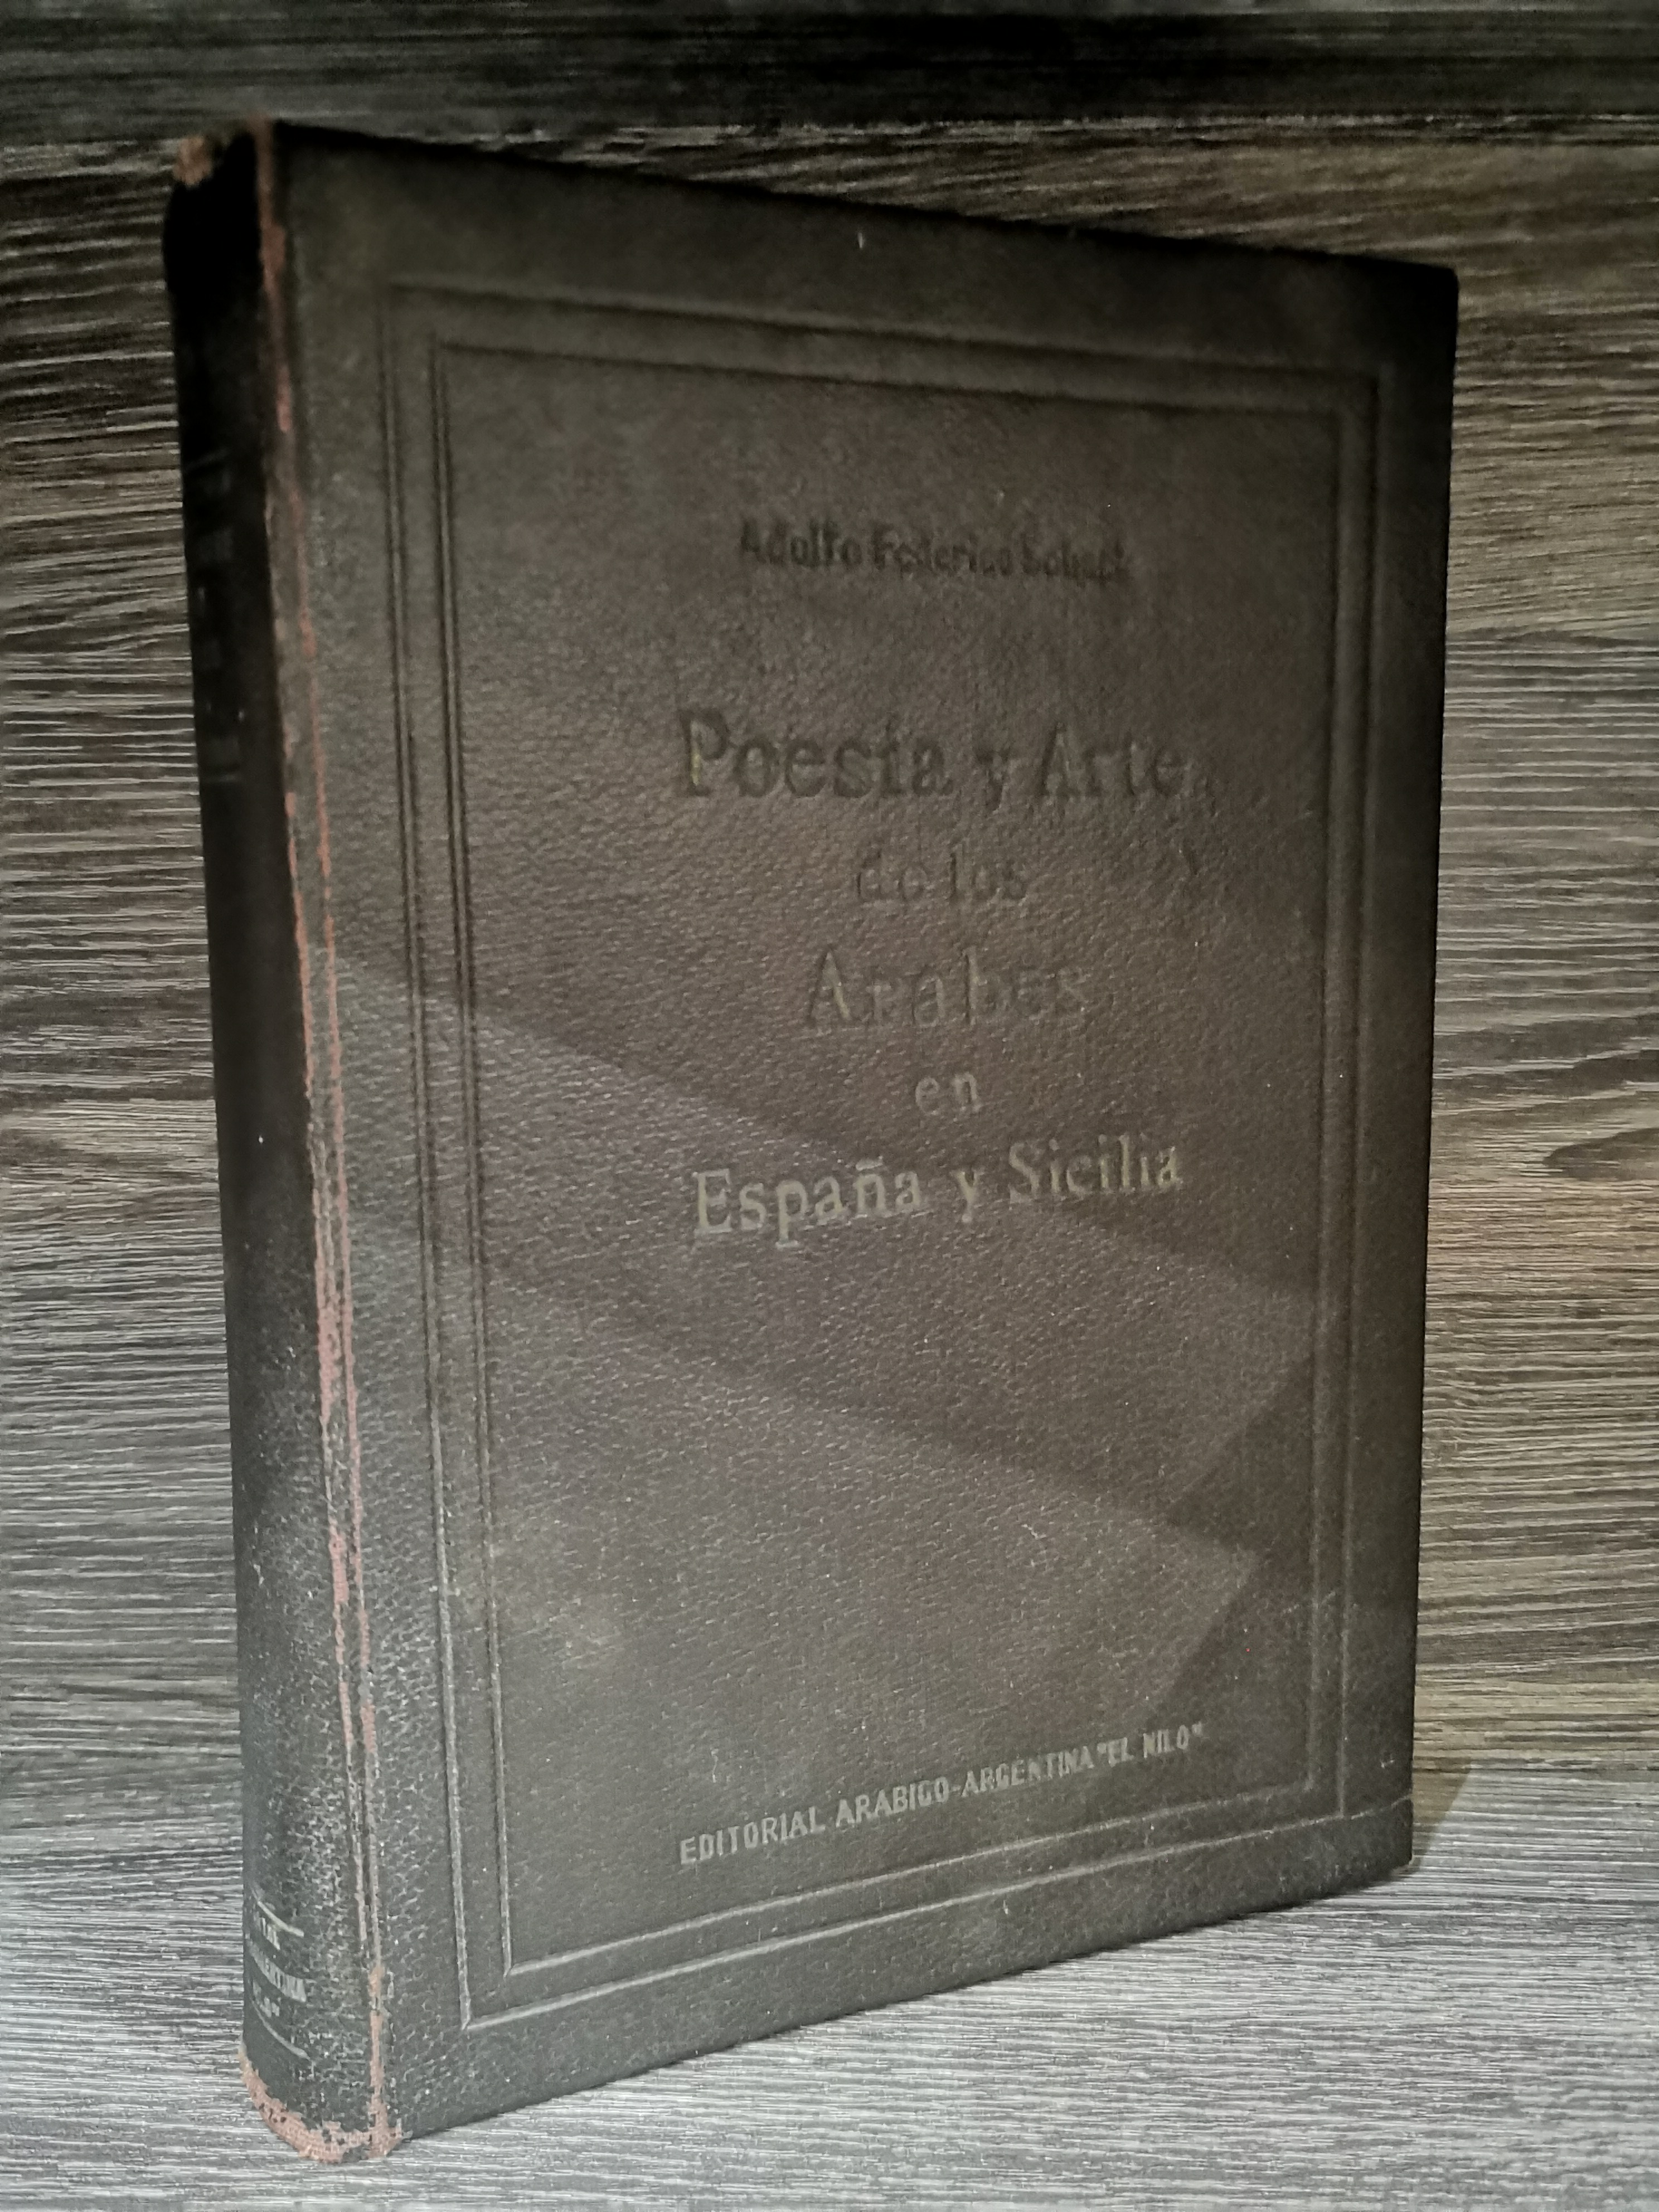 Adolfo Federico Schack
Poesía y Arte
de los
Arabes
en
España y Sicilia
EDITORIAL ARABIGO-ARGENTINA "EL NILO"